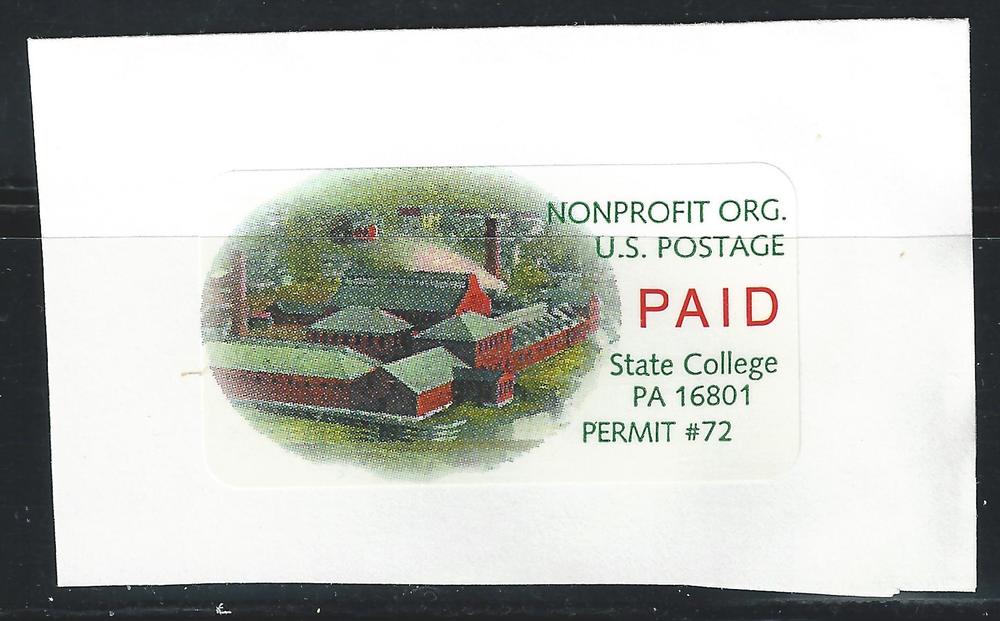 NONPROFIT ORG.
U.S. POSTAGE
PAID
State College
PA 16801
PERMIT #72